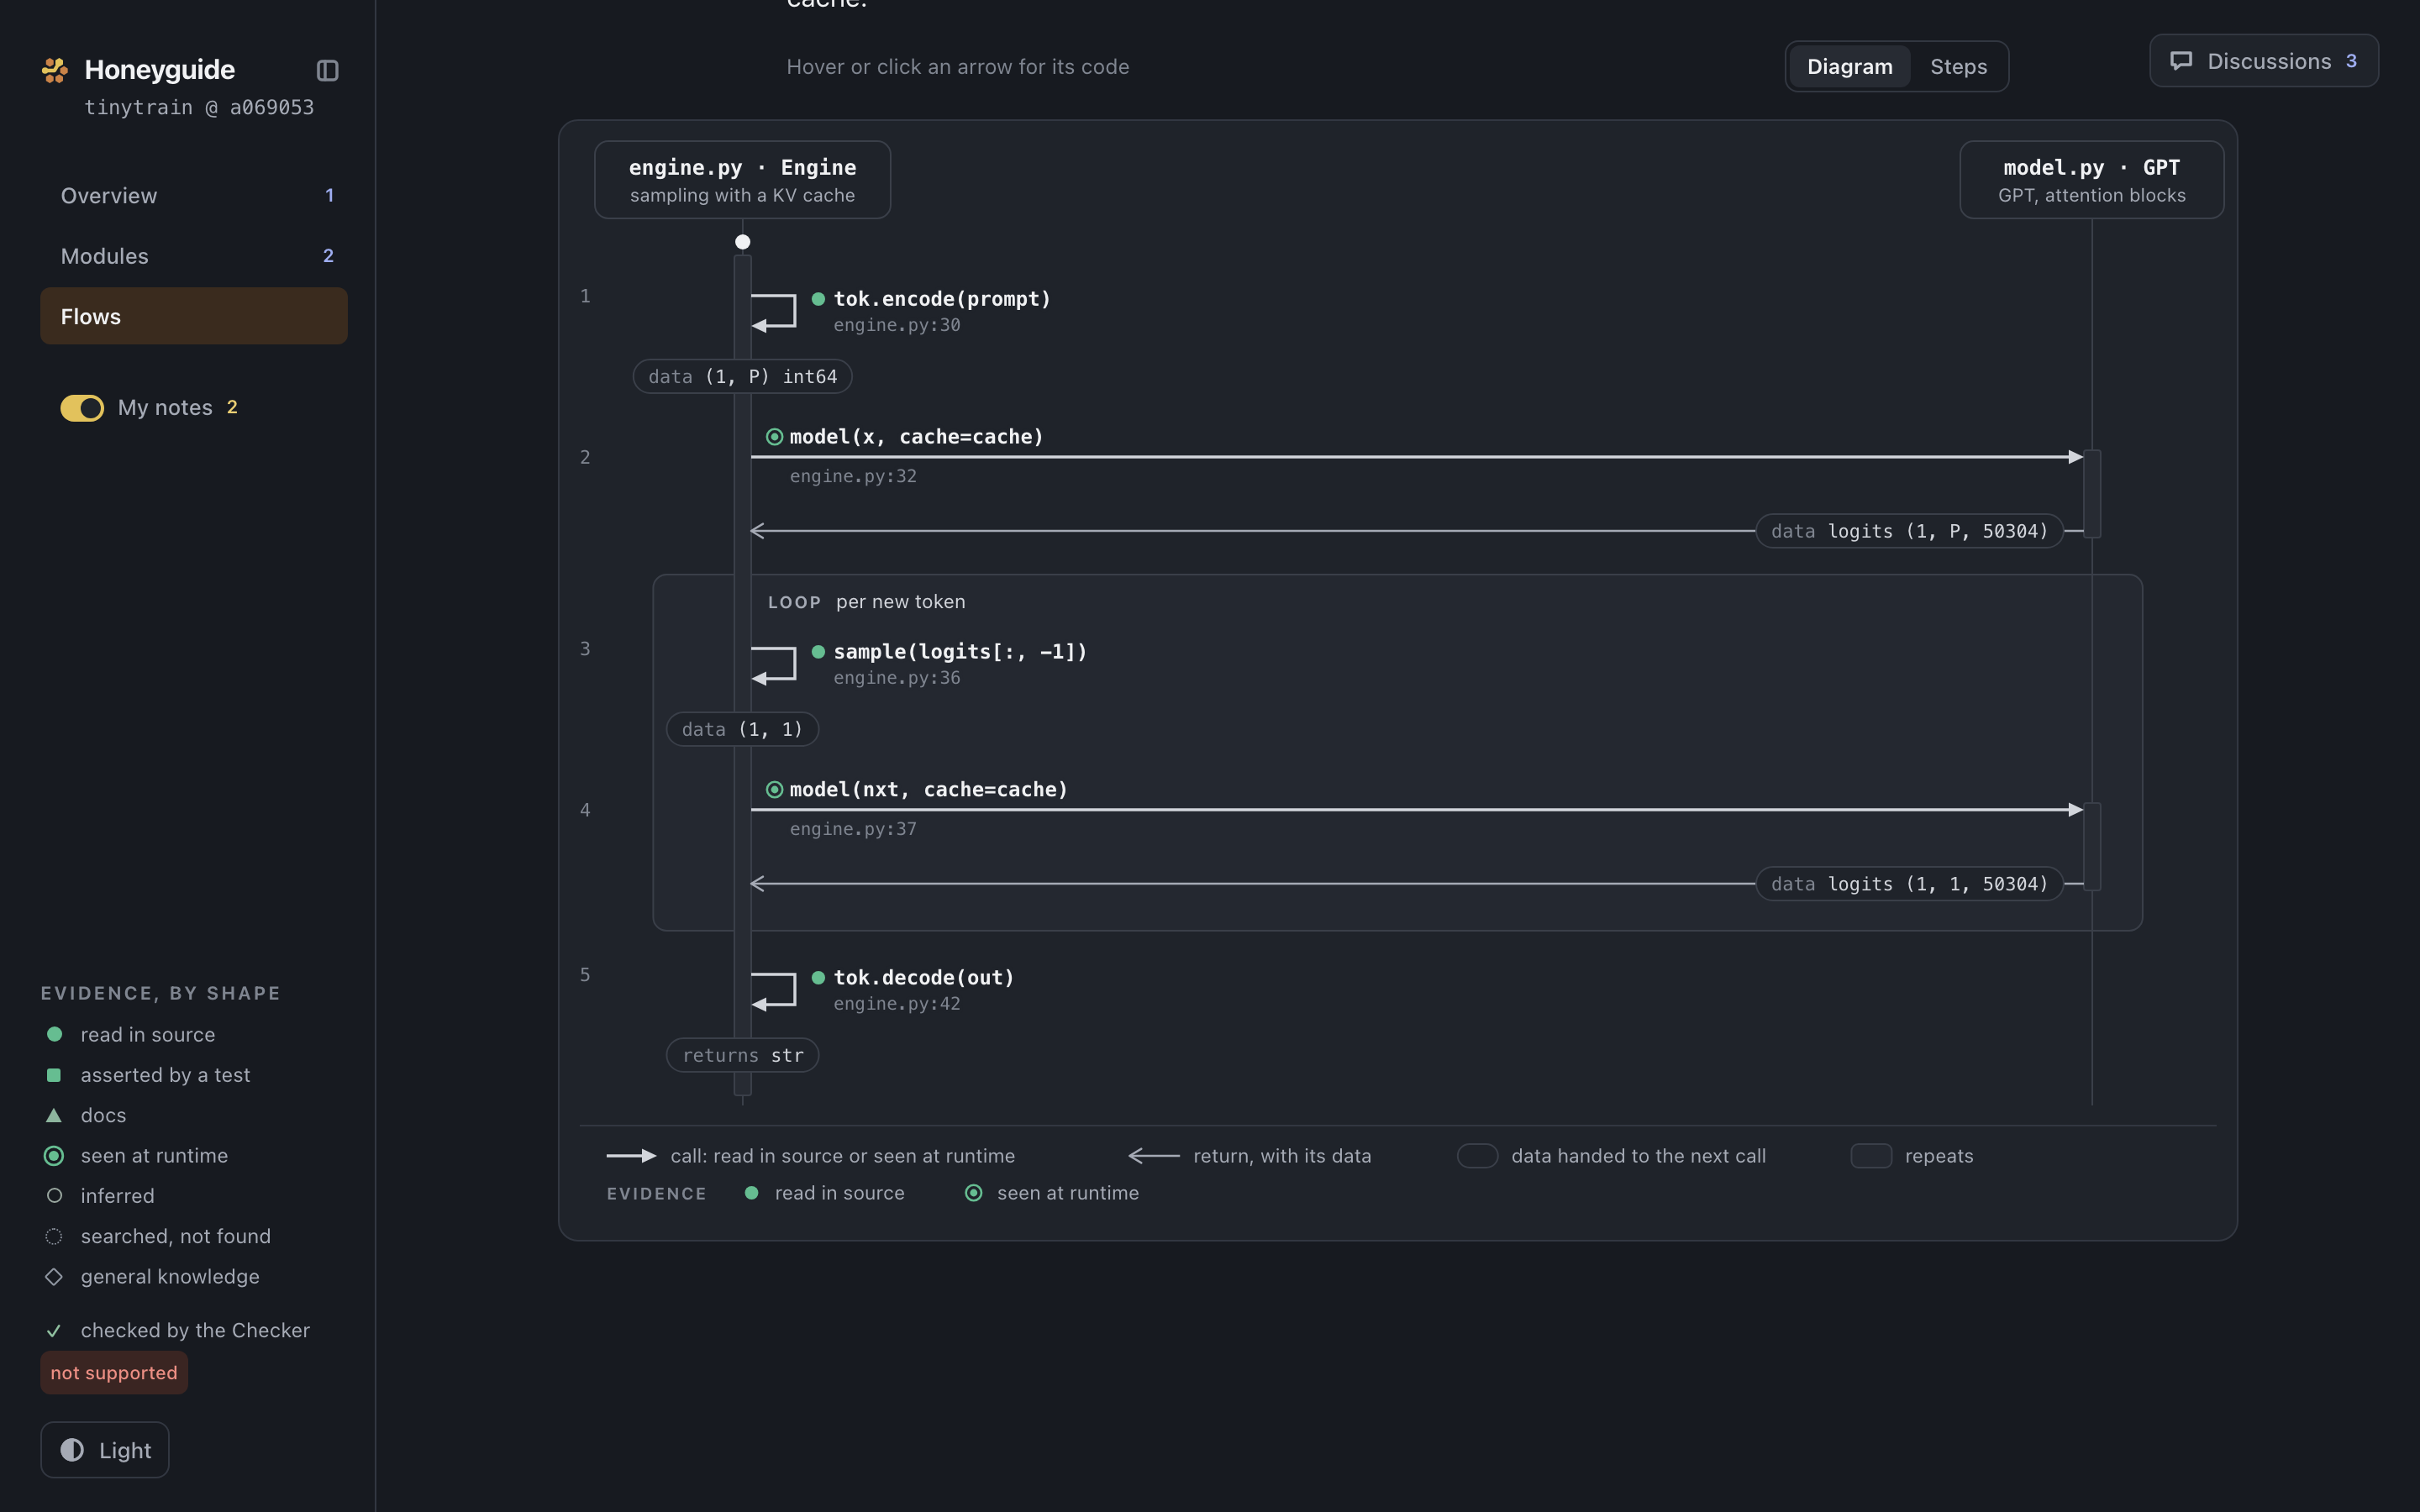 Honeyguide
tinytrain @ a069053
Overview 1
Modules 2
Flows
My notes 2
EVIDENCE, BY SHAPE
read in source
asserted by a test
docs
seen at runtime
inferred
searched, not found
general knowledge
checked by the Checker
not supported
Light
cache.
Hover or click an arrow for its code
Diagram Steps
Discussions 3
engine.py · Engine
sampling with a KV cache
model.py · GPT
GPT, attention blocks
1 tok.encode(prompt)
engine.py:30
data (1, P) int64
model(x, cache=cache)
2
engine.py:32
data logits (1, P, 50304)
LOOP per new token
3 sample(logits[:, −1])
engine.py:36
data (1, 1)
model(nxt, cache=cache)
4
engine.py:37
data logits (1, 1, 50304)
5 tok.decode(out)
engine.py:42
returns str
call: read in source or seen at runtime return, with its data data handed to the next call repeats
EVIDENCE read in source seen at runtime